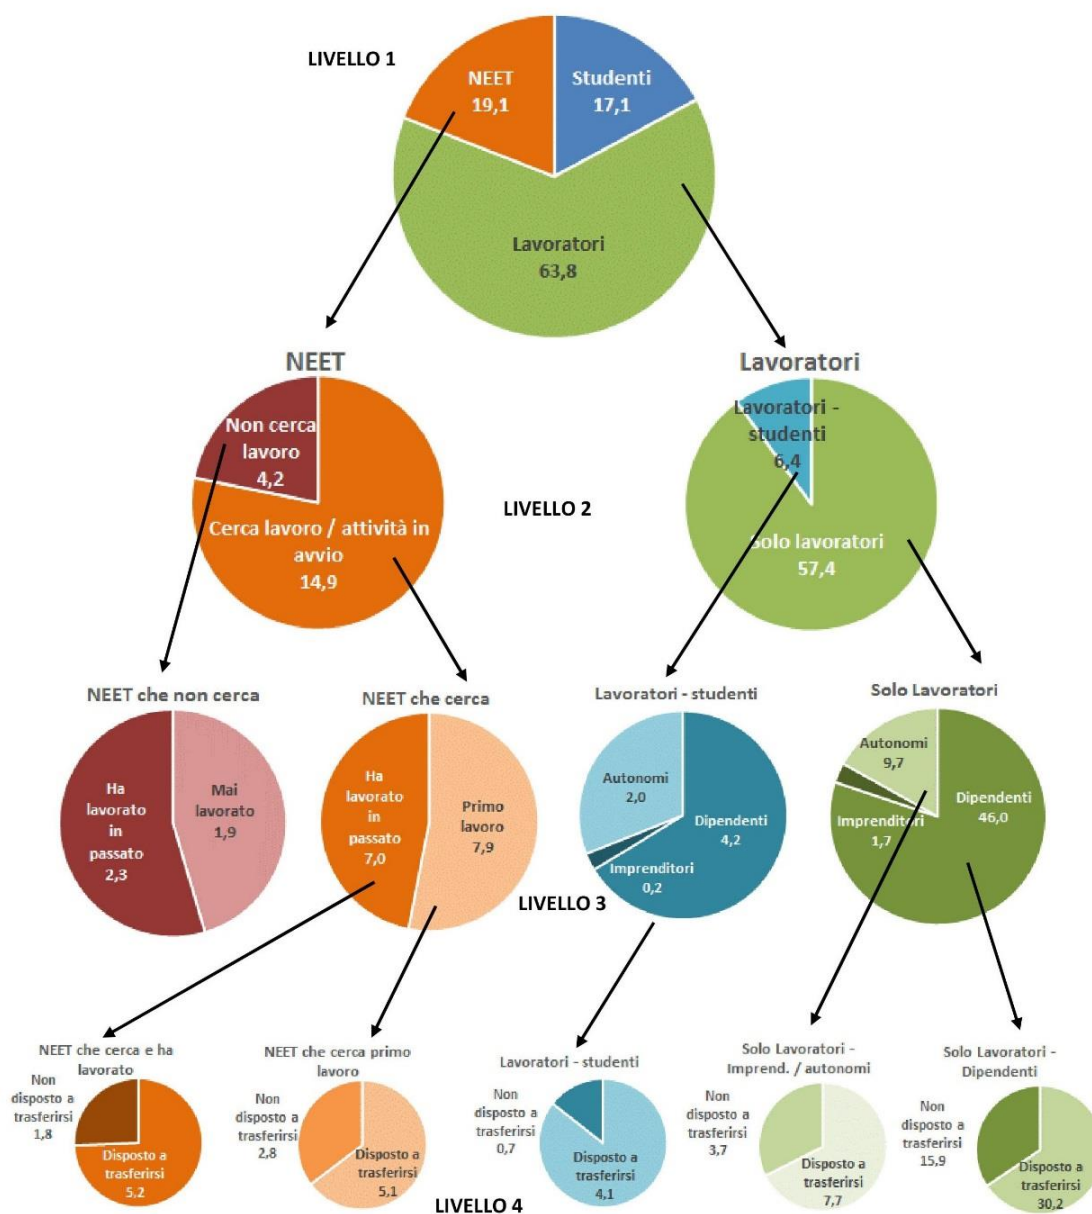 LIVELLO 1
NEET
19,1
Studenti
17,1
Lavoratori
63,8
NEET
Non cerca
lavoro
4,2
Cerca lavoro / attività in
avvio
14,9
Lavoratori
Lavoratori -
studenti
6,4
Solo lavoratori
57,4
LIVELLO 2
NEET che non cerca
Ha
lavorato
in
passato
2,3
Mai
lavorato
1,9
NEET che cerca
Ha
lavorato
in
passato
7,0
Primo
lavoro
7,9
Lavoratori - studenti
Autonomi
2,0
Dipendenti
4,2
Imprenditori
0,2
Solo Lavoratori
Autonomi
9,7
Dipendenti
46,0
Imprenditori
1,7
LIVELLO 3
NEET che cerca e ha
lavorato
Non
disposto a
trasferirsi
1,8
Disposto a
trasferirsi
5,2
NEET che cerca primo
lavoro
Non
disposto a
trasferirsi
2,8
Disposto a
trasferirsi
5,1
Lavoratori - studenti
Non
disposto a
trasferirsi
0,7
Disposto a
trasferirsi
4,1
Solo Lavoratori -
Imprend. / autonomi
Non
disposto a
trasferirsi
3,7
Disposto a
trasferirsi
7,7
Solo Lavoratori -
Dipendenti
Non
disposto a
trasferirsi
15,9
Disposto a
trasferirsi
30,2
LIVELLO 4